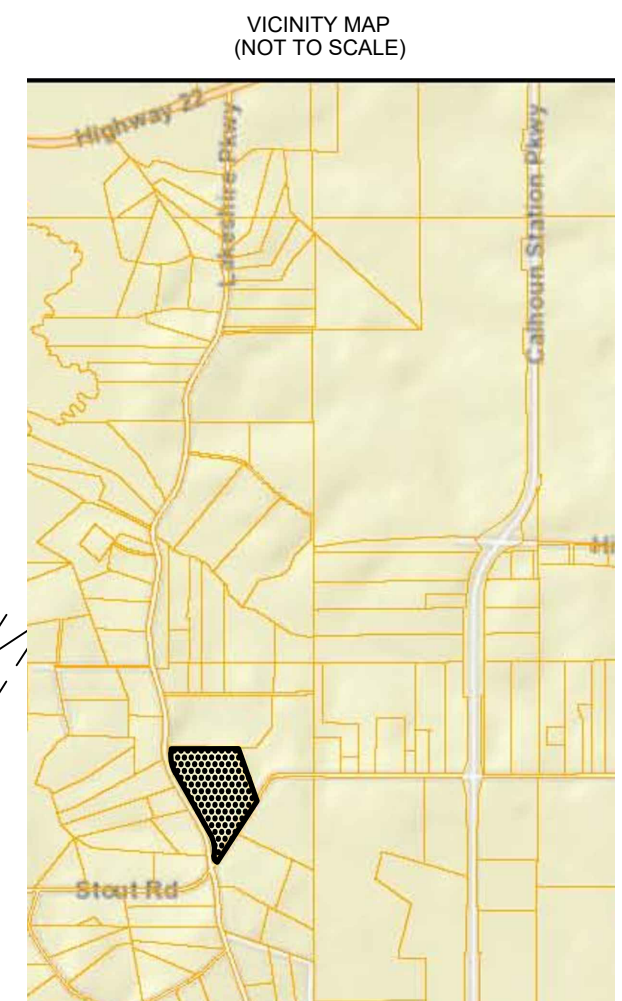 VICINITY MAP
(NOT TO SCALE)
Highway 22
Lakeshire Pkwy
Calhoun Station Pkwy
Stout Rd